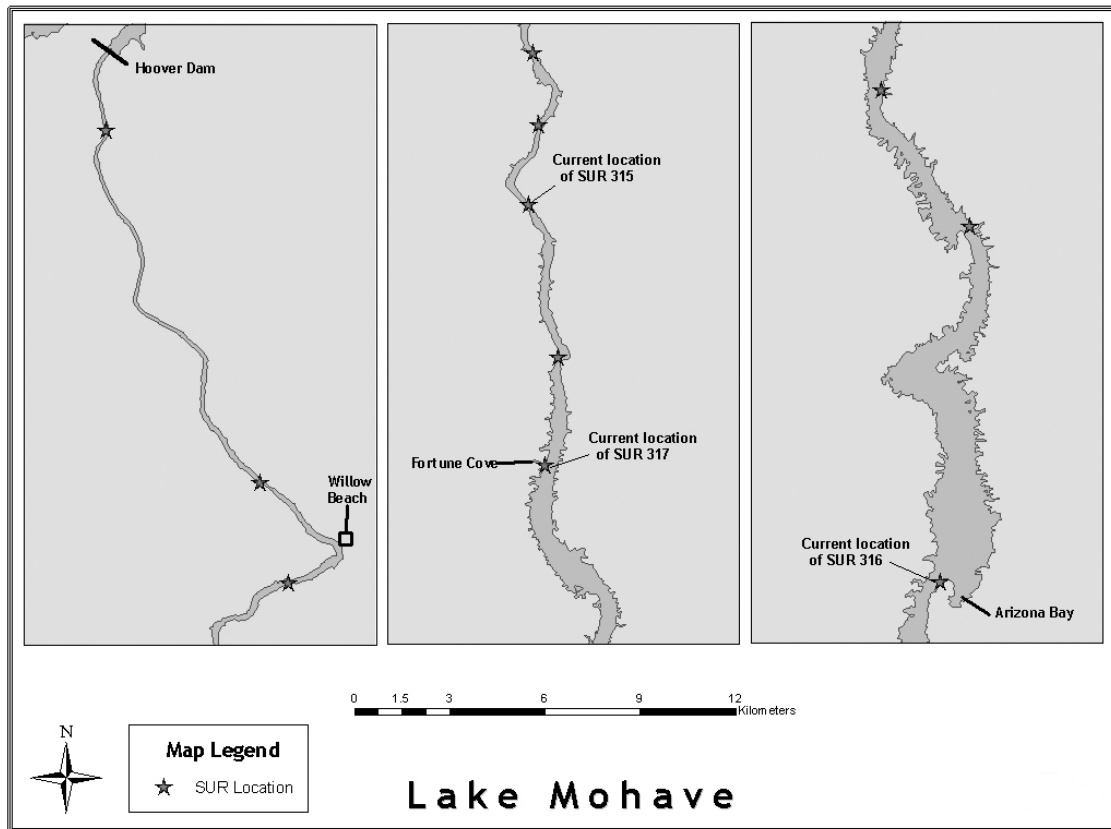 Hoover Dam
Willow
Beach
Current location
of SUR 315
Fortune Cove
Current location
of SUR 317
Current location
of SUR 316
Arizona Bay
0 1.5 3 6 9 12
Kilometers
N
Map Legend
SUR Location
Lake Mohave